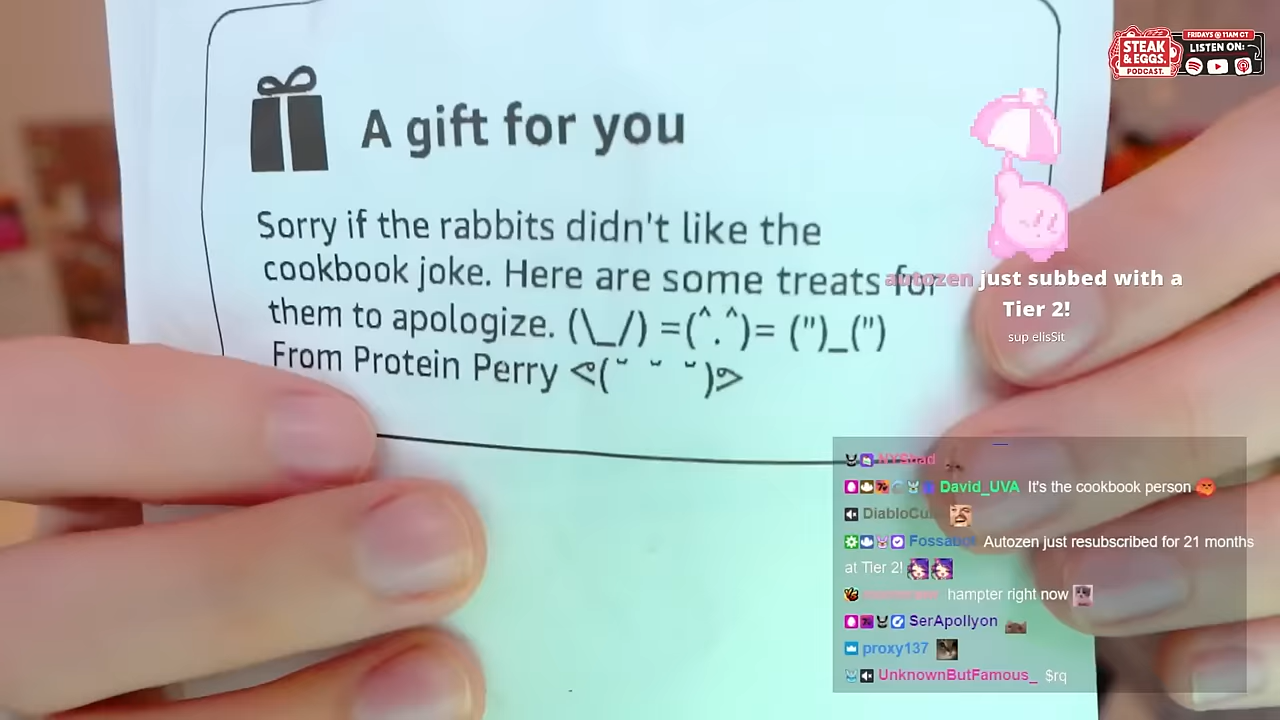 A gift for you
Sorry if the rabbits didn't like the
cookbook joke. Here are some treats for
them to apologize. (\_/) =(^.^)= (")_(")
From Protein Perry ᕙ(˘ ˘ ˘)ᕗ
STEAK
& EGGS.
PODCAST.
FRIDAYS @ 11AM CT
LISTEN ON:
autozen just subbed with a
Tier 2!
sup elisSit
David_UVA It's the cookbook person
Fossabot Autozen just resubscribed for 21 months
at Tier 2!
hampter right now
SerApollyon
proxy137
UnknownButFamous_ $rq